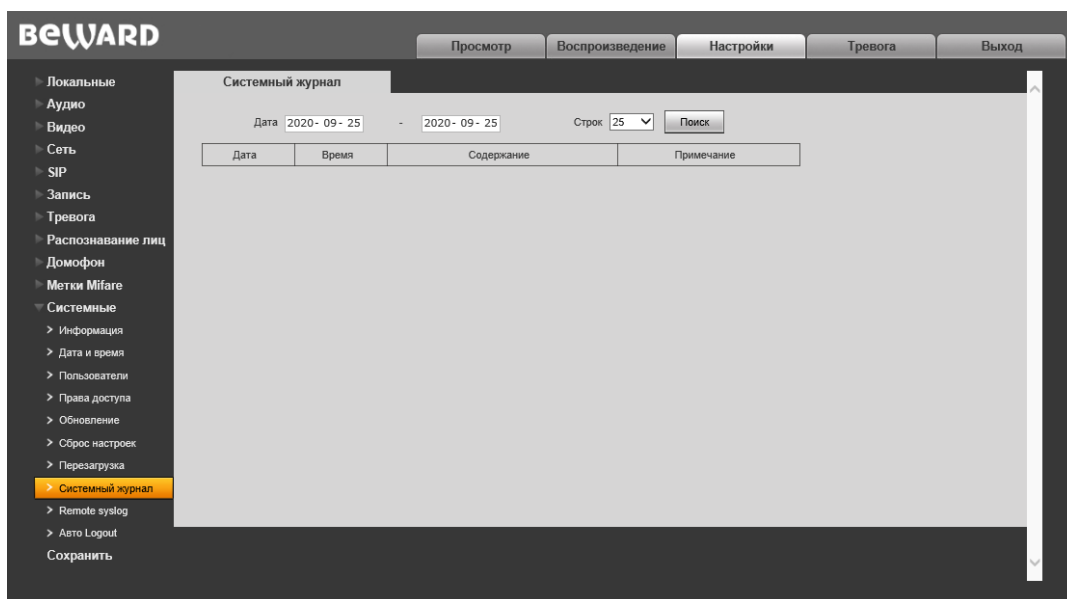 BEWARD
Просмотр Воспроизведение Настройки Тревога Выход
Локальные
Аудио
Видео
Сеть
SIP
Запись
Тревога
Распознавание лиц
Домофон
Метки Mifare
Системные
Информация
Дата и время
Пользователи
Права доступа
Обновление
Сброс настроек
Перезагрузка
Системный журнал
Remote syslog
Авто Logout
Сохранить
Системный журнал
Дата 2020- 09- 25 - 2020- 09- 25 Строк 25 Поиск
Дата Время Содержание Примечание